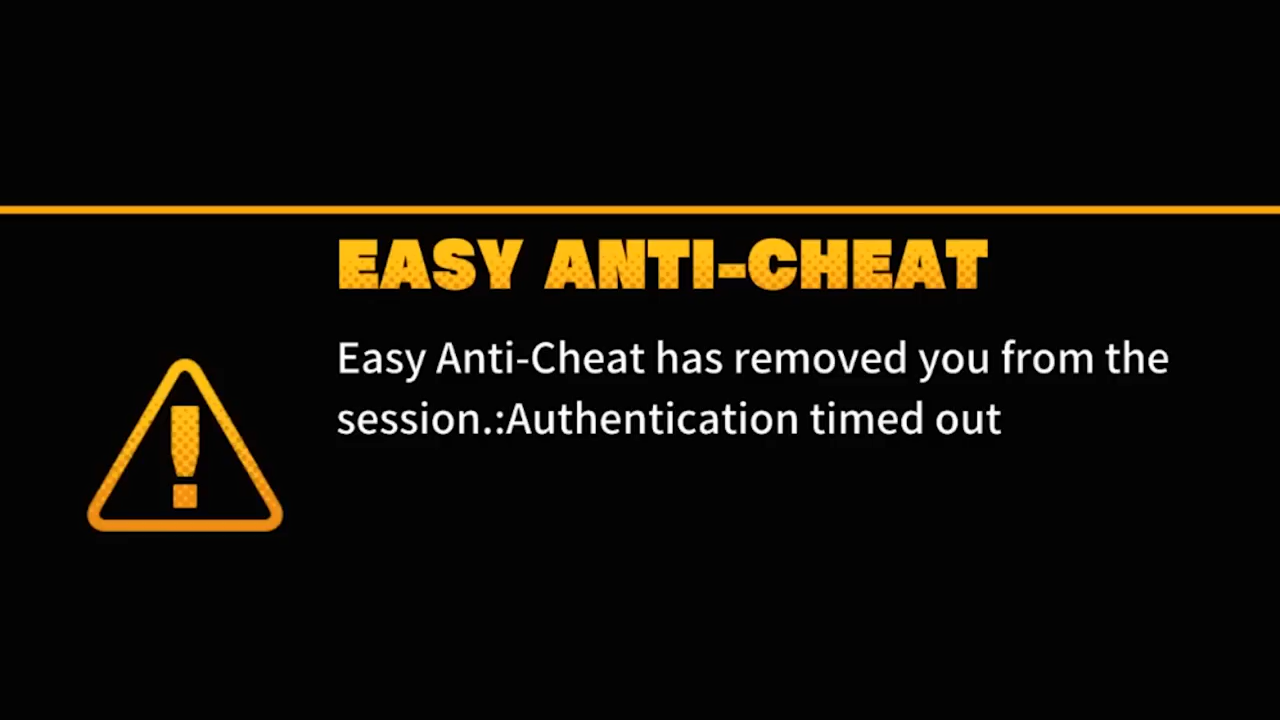 EASY ANTI-CHEAT
Easy Anti-Cheat has removed you from the
session.:Authentication timed out